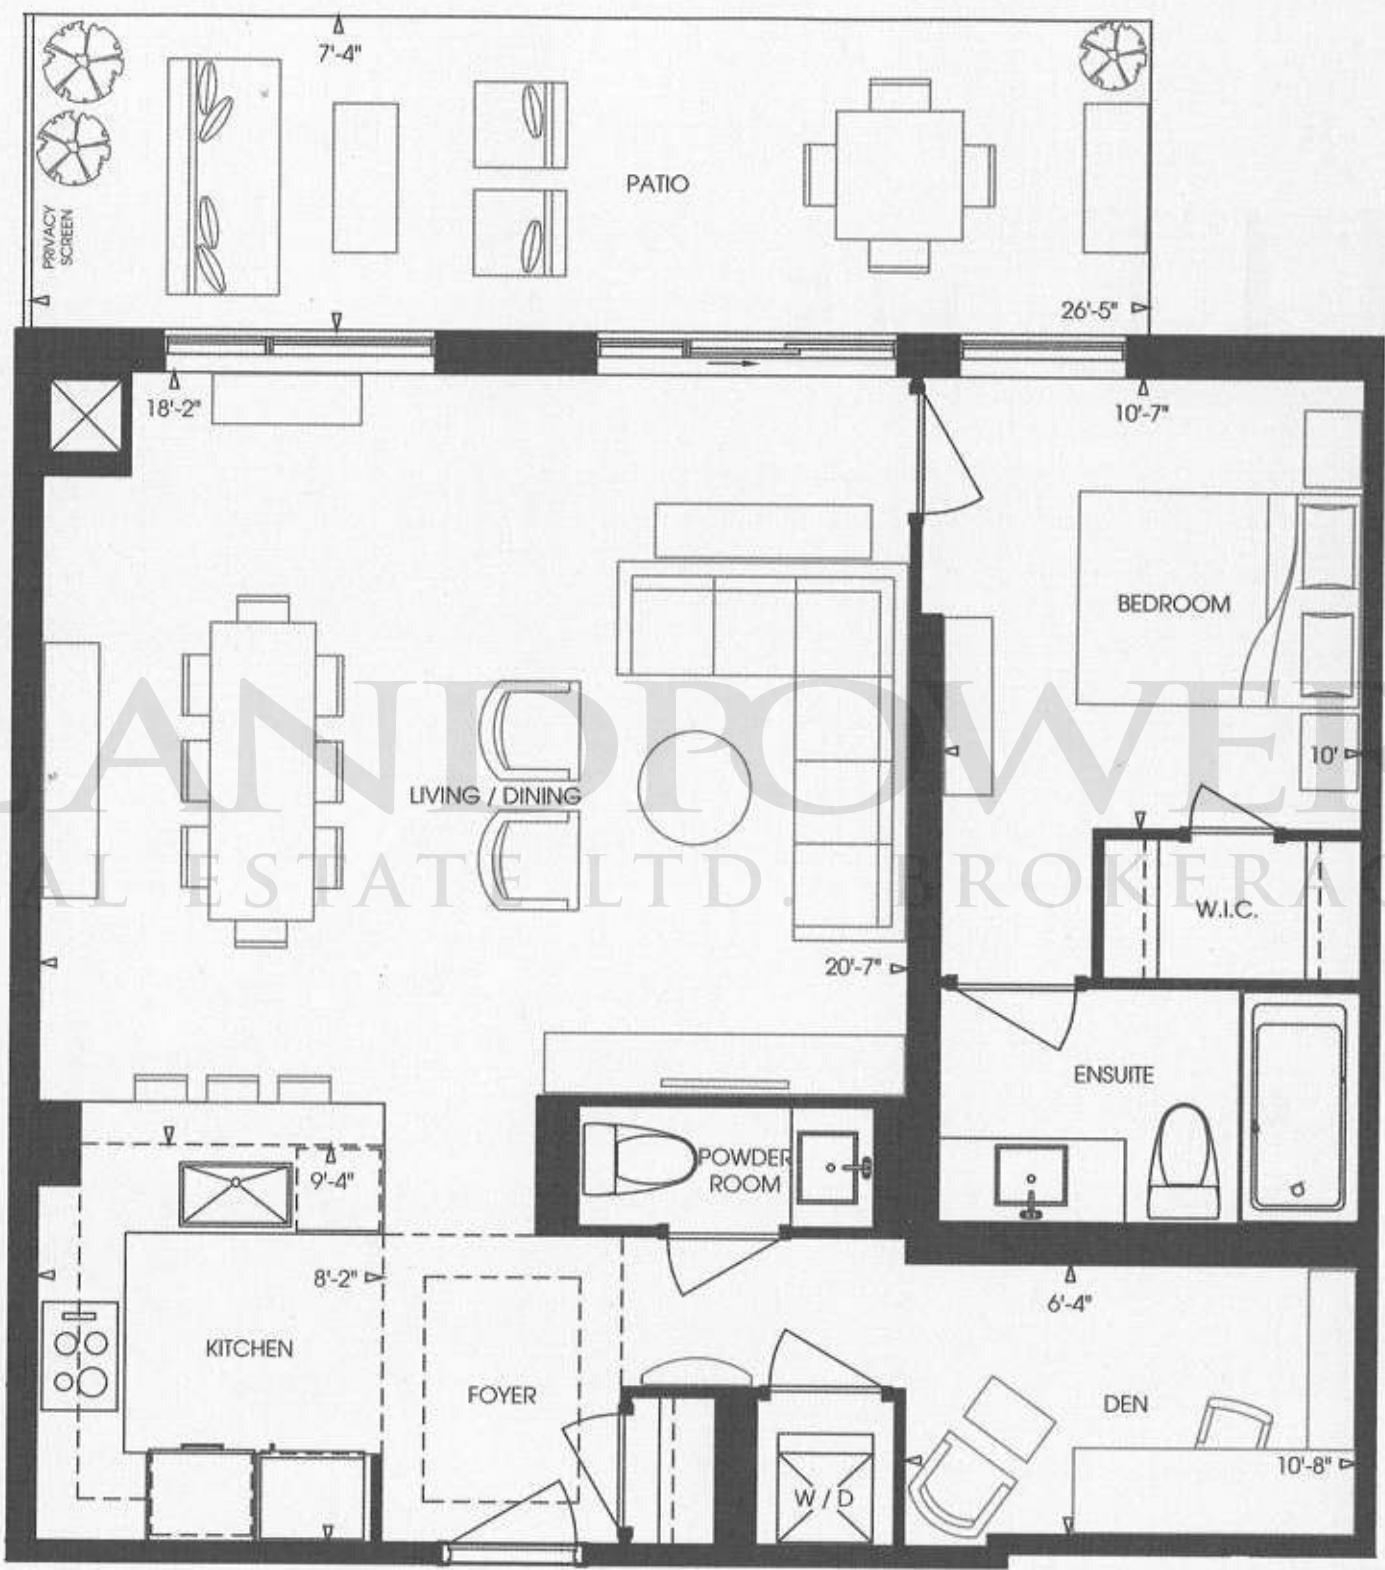 7'-4"
PATIO
PRIVACY
SCREEN
26'-5"
18'-2"
10'-7"
BEDROOM
10'
LIVING / DINING
LANDPOWER
AL ESTATE LTD. BROKERA
W.I.C.
20'-7"
ENSUITE
POWDER
ROOM
9'-4"
8'-2"
6'-4"
KITCHEN
FOYER
DEN
10'-8"
W / D